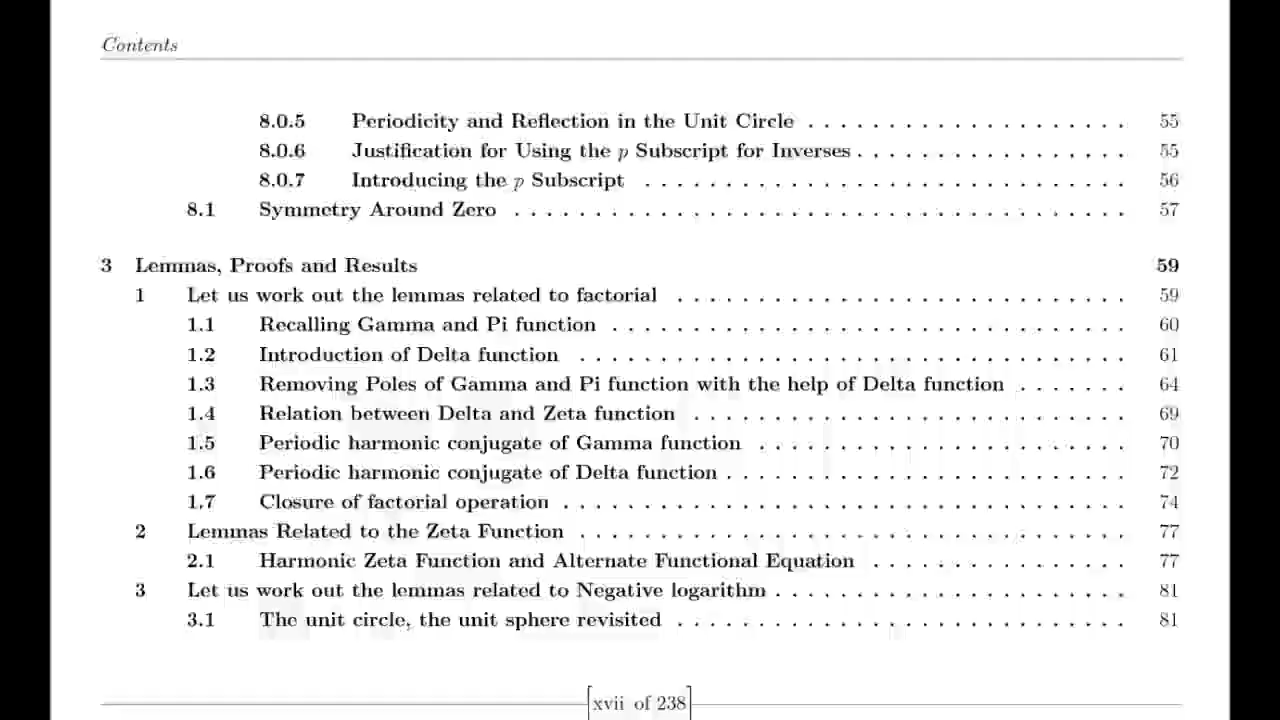 Contents
8.0.5 Periodicity and Reflection in the Unit Circle . . . . . . . . . . . . . . . . . . . . 55
8.0.6 Justification for Using the p Subscript for Inverses . . . . . . . . . . . . . . . . . 55
8.0.7 Introducing the p Subscript . . . . . . . . . . . . . . . . . . . . . . . . . . . . . . 56
8.1 Symmetry Around Zero . . . . . . . . . . . . . . . . . . . . . . . . . . . . . . . . . . . . . . 57
3 Lemmas, Proofs and Results 59
1 Let us work out the lemmas related to factorial . . . . . . . . . . . . . . . . . . . . . . . . . . . . 59
1.1 Recalling Gamma and Pi function . . . . . . . . . . . . . . . . . . . . . . . . . . . . . . . . 60
1.2 Introduction of Delta function . . . . . . . . . . . . . . . . . . . . . . . . . . . . . . . . . . 61
1.3 Removing Poles of Gamma and Pi function with the help of Delta function . . . . . . . 64
1.4 Relation between Delta and Zeta function . . . . . . . . . . . . . . . . . . . . . . . . . . . 69
1.5 Periodic harmonic conjugate of Gamma function . . . . . . . . . . . . . . . . . . . . . . . 70
1.6 Periodic harmonic conjugate of Delta function . . . . . . . . . . . . . . . . . . . . . . . . . 72
1.7 Closure of factorial operation . . . . . . . . . . . . . . . . . . . . . . . . . . . . . . . . . . . 74
2 Lemmas Related to the Zeta Function . . . . . . . . . . . . . . . . . . . . . . . . . . . . . . . . . . 77
2.1 Harmonic Zeta Function and Alternate Functional Equation . . . . . . . . . . . . . . . . 77
3 Let us work out the lemmas related to Negative logarithm . . . . . . . . . . . . . . . . . . . . . . 81
3.1 The unit circle, the unit sphere revisited . . . . . . . . . . . . . . . . . . . . . . . . . . . . 81
[xvii of 238]